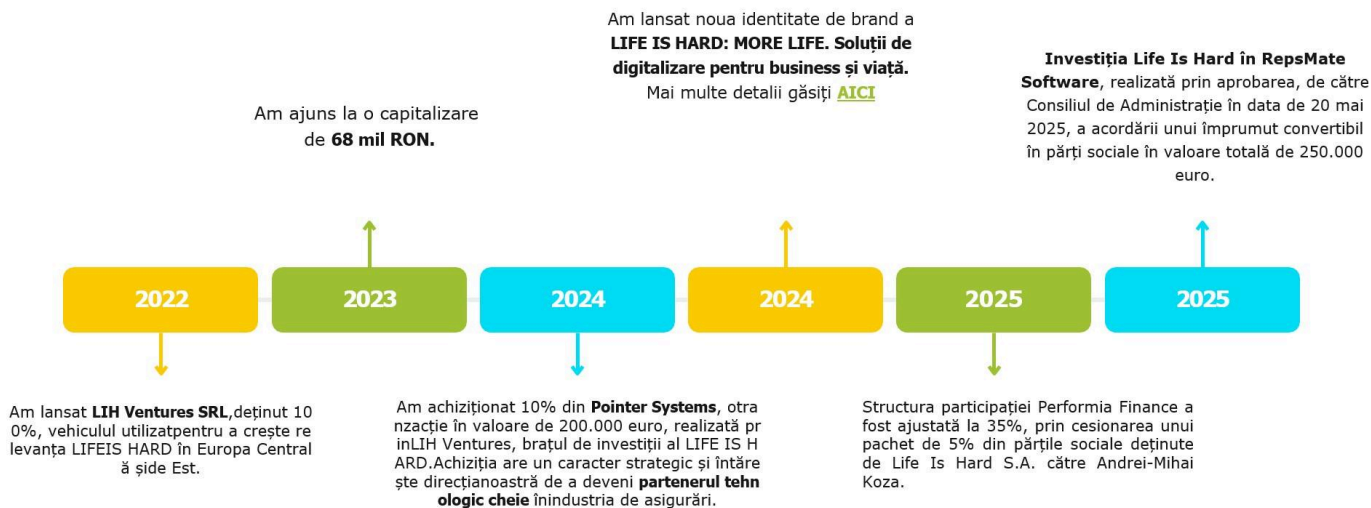 Am lansat noua identitate de brand a
LIFE IS HARD: MORE LIFE. Soluții de
digitalizare pentru business și viață.
Mai multe detalii găsiți AICI
Investiția Life Is Hard în RepsMate
Software, realizată prin aprobarea, de către
Consiliul de Administrație în data de 20 mai
2025, a acordării unui împrumut convertibil
în părți sociale în valoare totală de 250.000
euro.
Am ajuns la o capitalizare
de 68 mil RON.
2022
2023
2024
2024
2025
2025
Am lansat LIH Ventures SRL,deținut 10
0%, vehiculul utilizatpentru a crește re
levanța LIFEIS HARD în Europa Central
ă șide Est.
Am achiziționat 10% din Pointer Systems, otra
nzacție în valoare de 200.000 euro, realizată pr
inLIH Ventures, brațul de investiții al LIFE IS H
ARD.Achiziția are un caracter strategic și întăre
ște direcțianoastră de a deveni partenerul tehn
ologic cheie înindustria de asigurări.
Structura participației Performia Finance a
fost ajustată la 35%, prin cesionarea unui
pachet de 5% din părțile sociale deținute
de Life Is Hard S.A. către Andrei-Mihai
Koza.